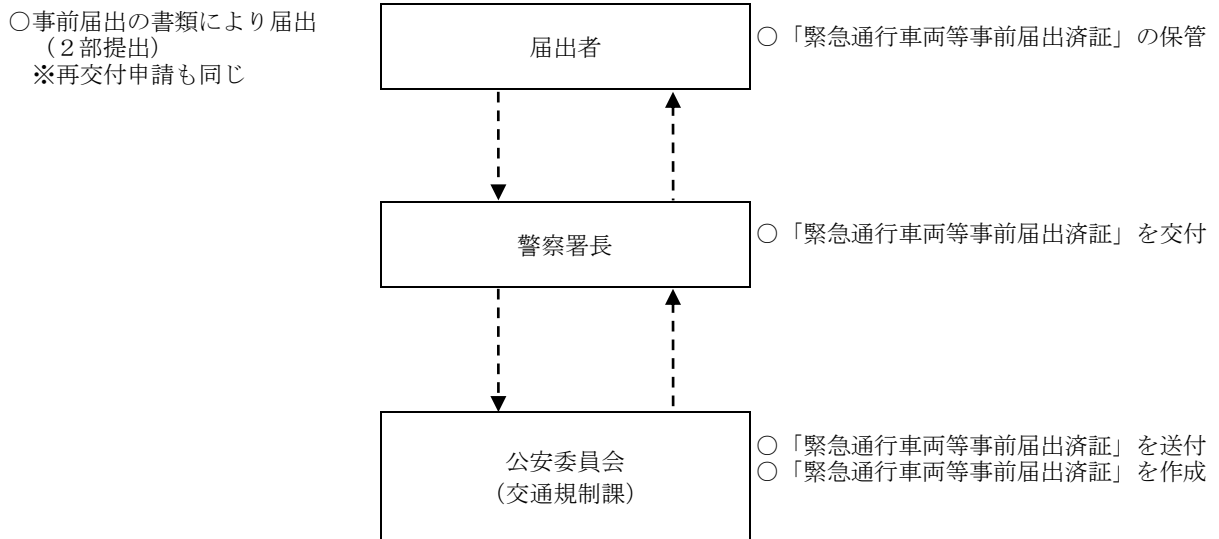 ○事前届出の書類により届出
（２部提出）
※再交付申請も同じ
届出者
○「緊急通行車両等事前届出済証」の保管
警察署長
○「緊急通行車両等事前届出済証」を交付
公安委員会
（交通規制課）
○「緊急通行車両等事前届出済証」を送付
○「緊急通行車両等事前届出済証」を作成